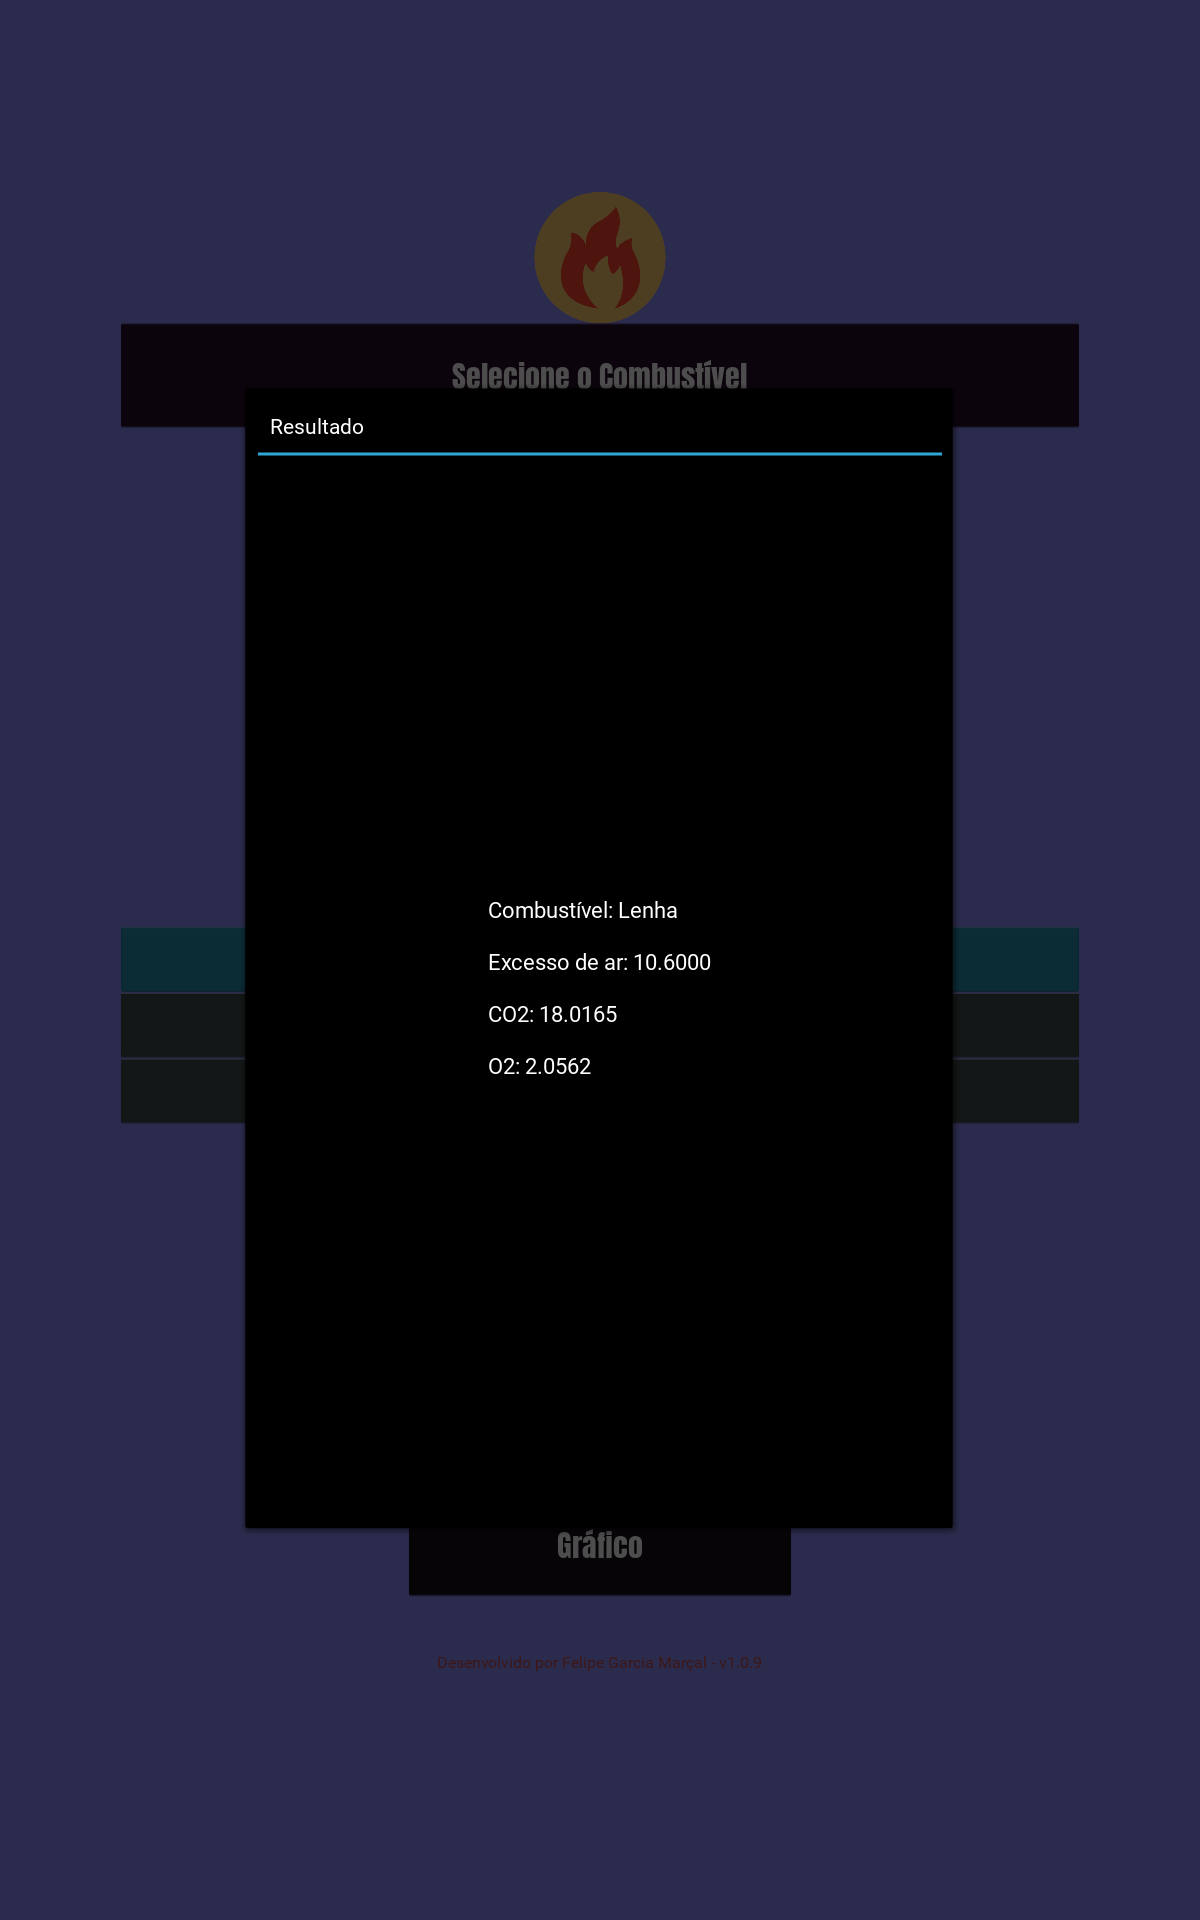 Selecione o Combustível
Resultado
Combustível: Lenha
Excesso de ar: 10.6000
CO2: 18.0165
O2: 2.0562
Gráfico
Desenvolvido por Felipe Garcia Marçal - v1.0.9